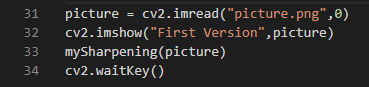 31 picture = cv2.imread("picture.png",0)
32 cv2.imshow("First Version",picture)
33 mySharpening(picture)
34 cv2.waitKey()